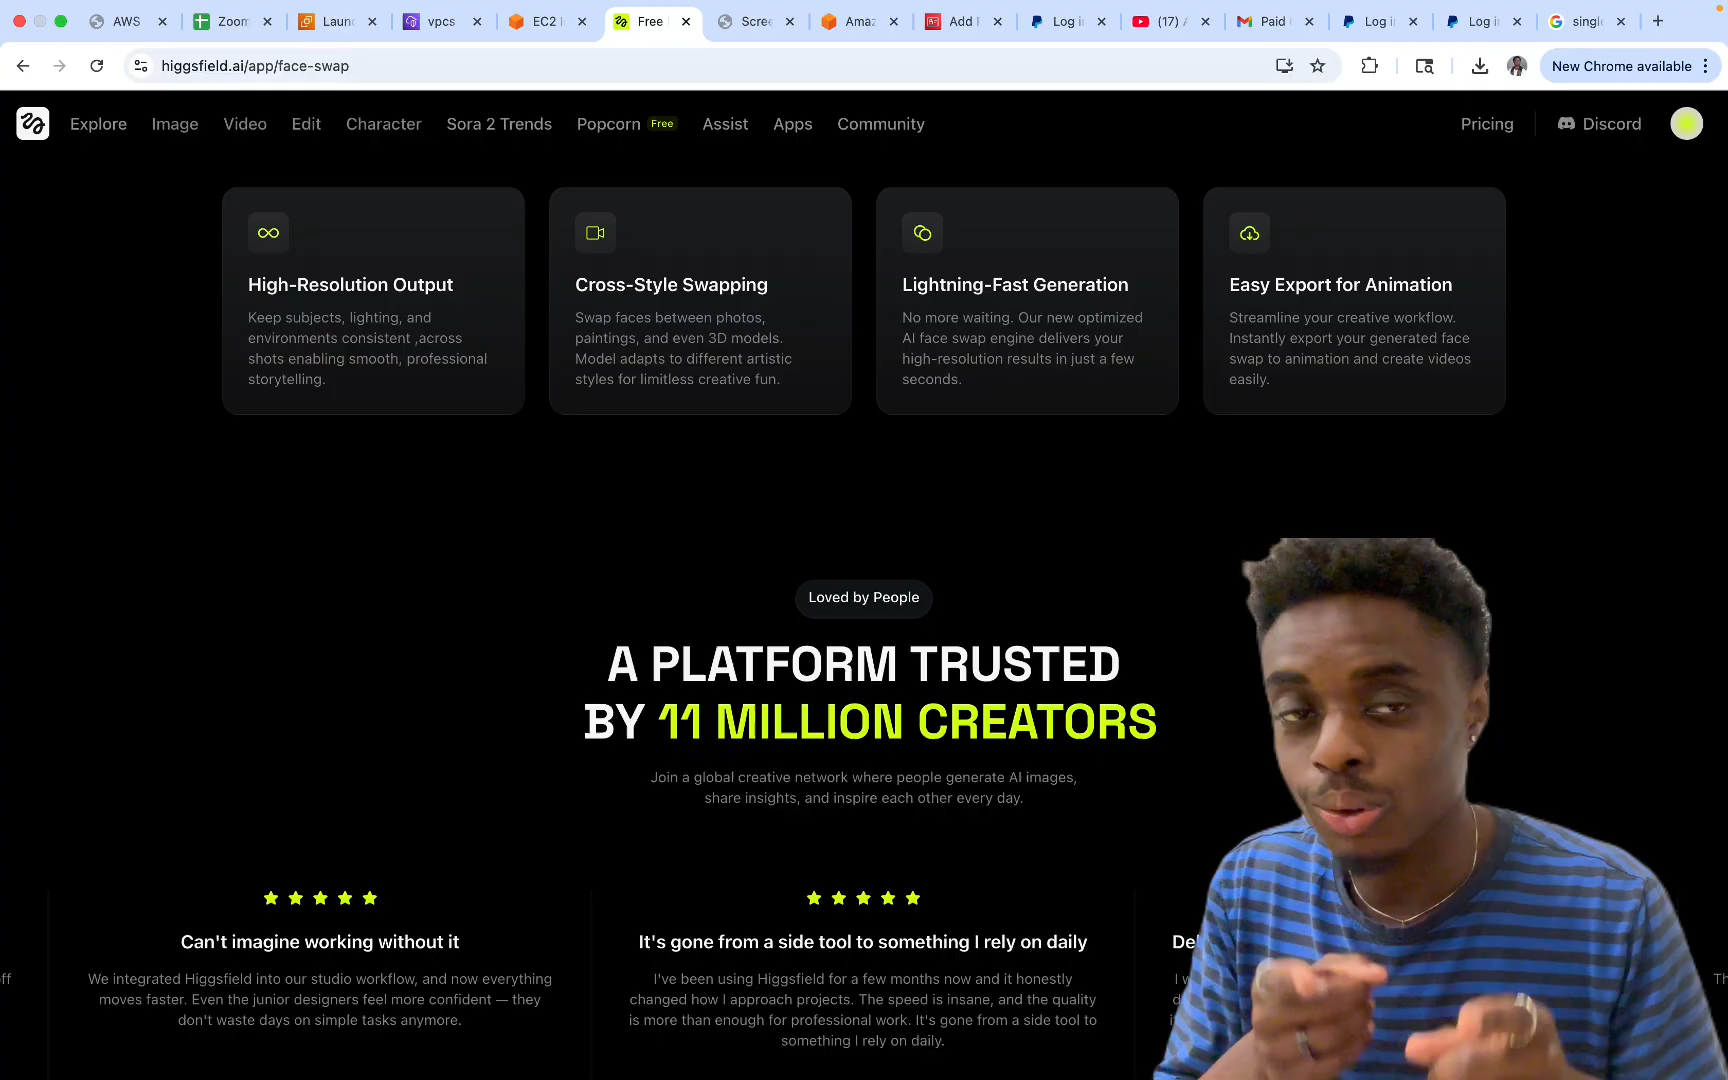 AWS
Zoom
Laun
vpcs
EC2 I
Free
Scree
Amaz
Add
Log i
(17) A
Paid
Log i
Log i
singl
higgsfield.ai/app/face-swap
New Chrome available
Explore
Image
Video
Edit
Character
Sora 2 Trends
Popcorn Free
Assist
Apps
Community
Pricing
Discord
High-Resolution Output
Keep subjects, lighting, and
environments consistent ,across
shots enabling smooth, professional
storytelling.
Cross-Style Swapping
Swap faces between photos,
paintings, and even 3D models.
Model adapts to different artistic
styles for limitless creative fun.
Lightning-Fast Generation
No more waiting. Our new optimized
AI face swap engine delivers your
high-resolution results in just a few
seconds.
Easy Export for Animation
Streamline your creative workflow.
Instantly export your generated face
swap to animation and create videos
easily.
Loved by People
A PLATFORM TRUSTED
BY 11 MILLION CREATORS
Join a global creative network where people generate AI images,
share insights, and inspire each other every day.
Can't imagine working without it
We integrated Higgsfield into our studio workflow, and now everything
moves faster. Even the junior designers feel more confident — they
don't waste days on simple tasks anymore.
It's gone from a side tool to something I rely on daily
I've been using Higgsfield for a few months now and it honestly
changed how I approach projects. The speed is insane, and the quality
is more than enough for professional work. It's gone from a side tool to
something I rely on daily.